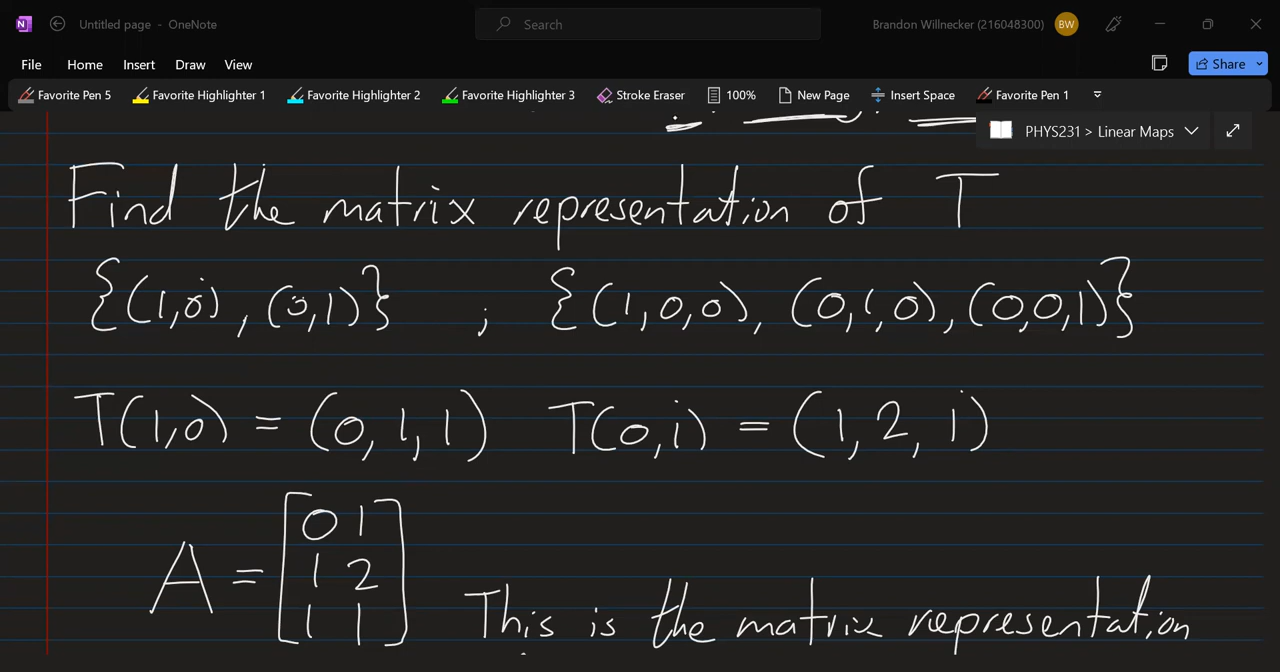 Untitled page - OneNote
Search
Brandon Willnecker (216048300)
BW
File Home Insert Draw View
Share
Favorite Pen 5 Favorite Highlighter 1 Favorite Highlighter 2 Favorite Highlighter 3 Stroke Eraser 100% New Page Insert Space Favorite Pen 1
PHYS231 > Linear Maps
Find the matrix representation of T
{(1,0), (0,1)} ; {(1,0,0), (0,1,0), (0,0,1)}
T(1,0) = (0,1,1) T(0,1) = (1,2,1)
A = [0 1
1 2
1 1]
This is the matrix representation